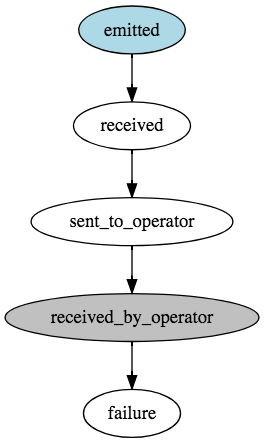 emitted
received
sent_to_operator
received_by_operator
failure